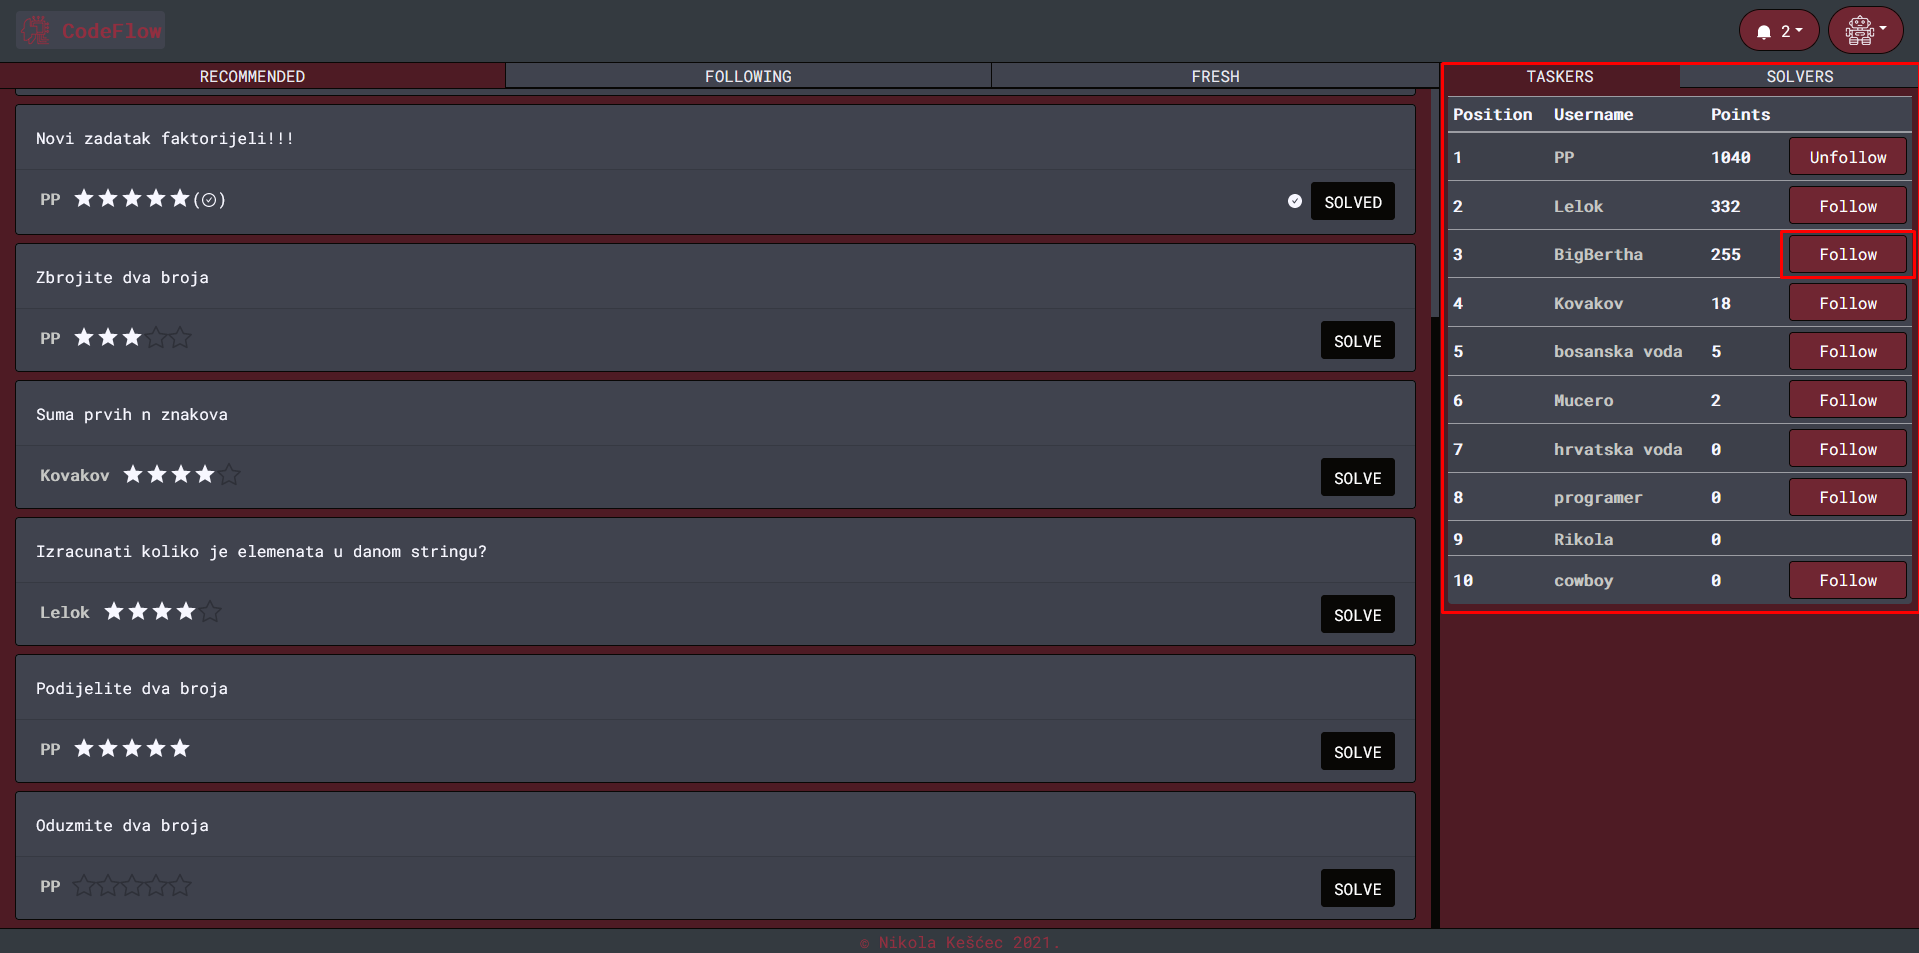 CodeFlow
2
RECOMMENDED
FOLLOWING
FRESH
Novi zadatak faktorijeli!!!
PP
SOLVED
Zbrojite dva broja
PP
SOLVE
Suma prvih n znakova
Kovakov
SOLVE
Izracunati koliko je elemenata u danom stringu?
Lelok
SOLVE
Podijelite dva broja
PP
SOLVE
Oduzmite dva broja
PP
SOLVE
TASKERS
SOLVERS
Position Username Points
1 PP 1040 Unfollow
2 Lelok 332 Follow
3 BigBertha 255 Follow
4 Kovakov 18 Follow
5 bosanska voda 5 Follow
6 Mucero 2 Follow
7 hrvatska voda 0 Follow
8 programer 0 Follow
9 Rikola 0
10 cowboy 0 Follow
© Nikola Kešćec 2021.